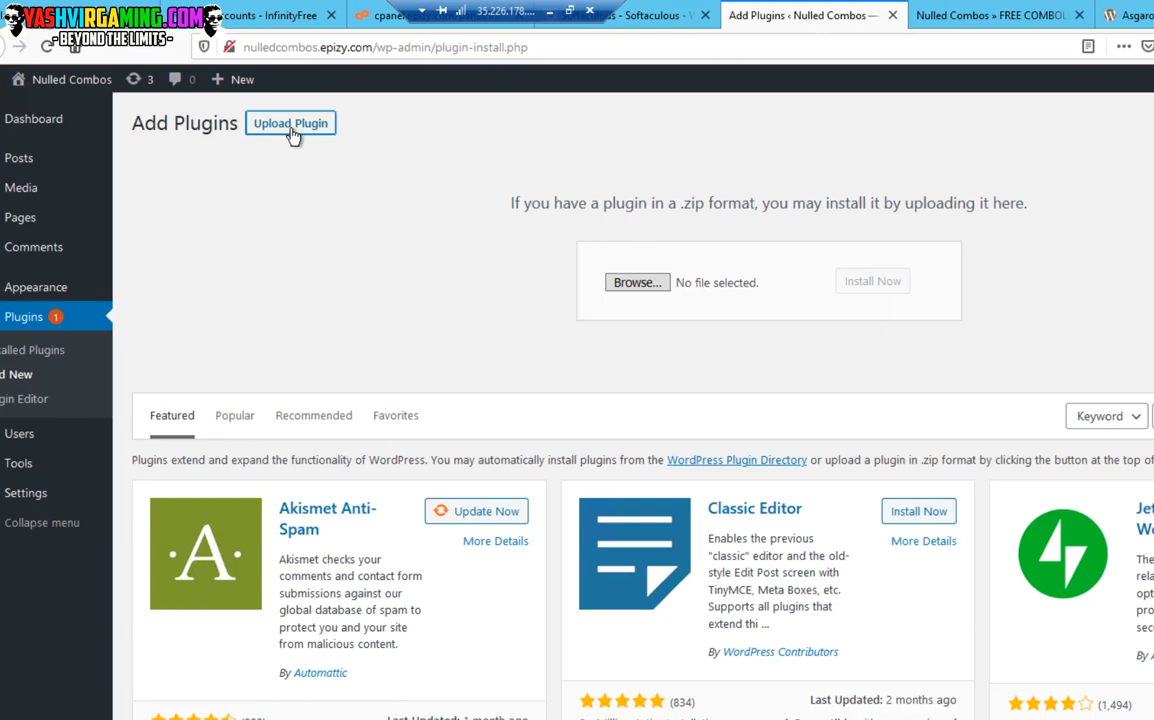 YASHVIRGAMING.COM
- BEYOND THE LIMITS -
counts - InfinityFree
35.226.178....
Softaculous - W
Add Plugins ‹ Nulled Combos —
Nulled Combos » FREE COMBOL
Asgaro
nulledcombos.epizy.com/wp-admin/plugin-install.php
Nulled Combos 3 0 + New
Dashboard
Posts
Media
Pages
Comments
Appearance
Plugins 1
alled Plugins
d New
gin Editor
Users
Tools
Settings
Collapse menu
Add Plugins Upload Plugin
If you have a plugin in a .zip format, you may install it by uploading it here.
Browse... No file selected. Install Now
Featured Popular Recommended Favorites Keyword
Plugins extend and expand the functionality of WordPress. You may automatically install plugins from the WordPress Plugin Directory or upload a plugin in .zip format by clicking the button at the top of
Akismet Anti-
Spam
Update Now
More Details
Akismet checks your
comments and contact form
submissions against our
global database of spam to
protect you and your site
from malicious content.
By Automattic
Classic Editor
Install Now
More Details
Enables the previous
"classic" editor and the old-
style Edit Post screen with
TinyMCE, Meta Boxes, etc.
Supports all plugins that
extend thi ...
By WordPress Contributors
(834)
Last Updated: 2 months ago
Jet
We
The
rela
opt
pro
sec
By A
(1,494)